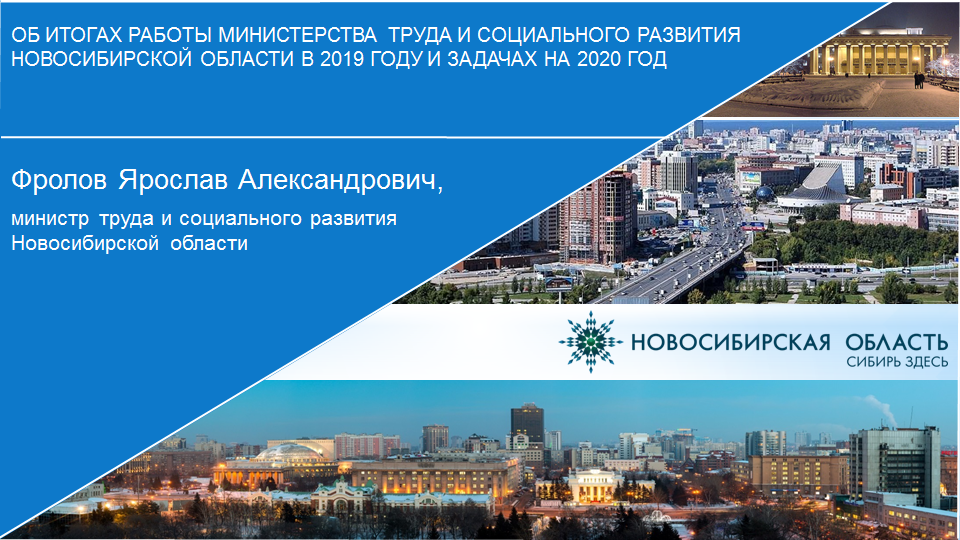 ОБ ИТОГАХ РАБОТЫ МИНИСТЕРСТВА ТРУДА И СОЦИАЛЬНОГО РАЗВИТИЯ
НОВОСИБИРСКОЙ ОБЛАСТИ В 2019 ГОДУ И ЗАДАЧАХ НА 2020 ГОД
Фролов Ярослав Александрович,
министр труда и социального развития
Новосибирской области
НОВОСИБИРСКАЯ ОБЛАСТЬ
СИБИРЬ ЗДЕСЬ